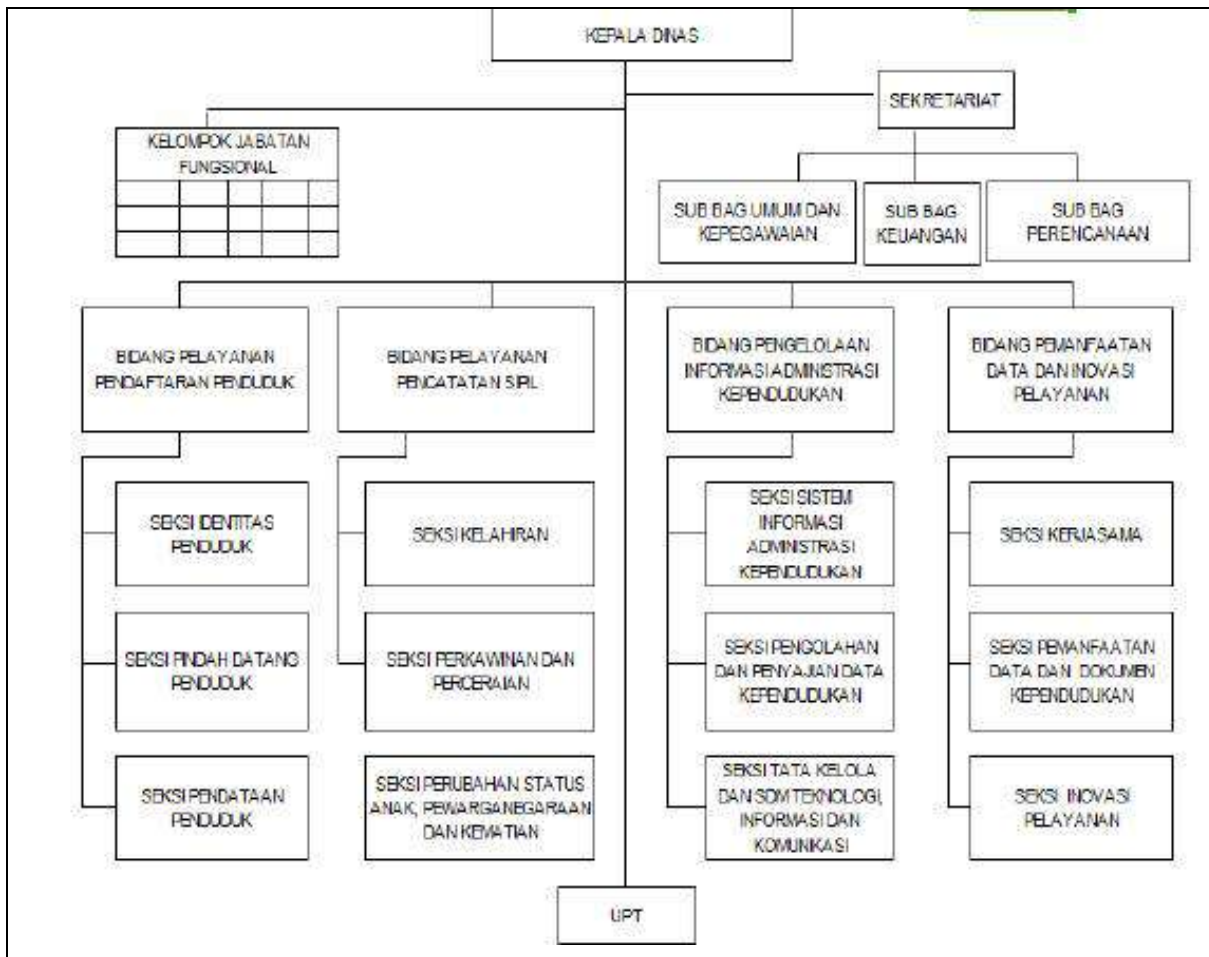 KEPALA DINAS
SEKRETARIAT
KELOMPOK JABATAN
FUNGSIONAL
SUB BAG UMUM DAN
KEPEGAWAIAN
SUB BAG
KEUANGAN
SUB BAG
PERENCANAAN
BIDANG PELAYANAN
PENDAFTARAN PENDUDUK
BIDANG PELAYANAN
PENCATATAN SIPIL
BIDANG PENGELOLAAN
INFORMASI ADMINISTRASI
KEPENDUDUKAN
BIDANG PEMANFAATAN
DATA DAN INOVASI
PELAYANAN
SEKSI IDENTITAS
PENDUDUK
SEKSI KELAHIRAN
SEKSI SISTEM
INFORMASI
ADMINISTRASI
KEPENDUDUKAN
SEKSI KERJASAMA
SEKSI PINDAH DATANG
PENDUDUK
SEKSI PERKAWINAN DAN
PERCERAIAN
SEKSI PENGOLAHAN
DAN PENYAJIAN DATA
KEPENDUDUKAN
SEKSI PEMANFAATAN
DATA DAN DOKUMEN
KEPENDUDUKAN
SEKSI PENDATAAN
PENDUDUK
SEKSI PERUBAHAN STATUS
ANAK, PEWARGANEGARAAN
DAN KEMATIAN
SEKSI TATA KELOLA
DAN SDM TEKNOLOGI,
INFORMASI DAN
KOMUNIKASI
SEKSI INOVASI
PELAYANAN
UPT